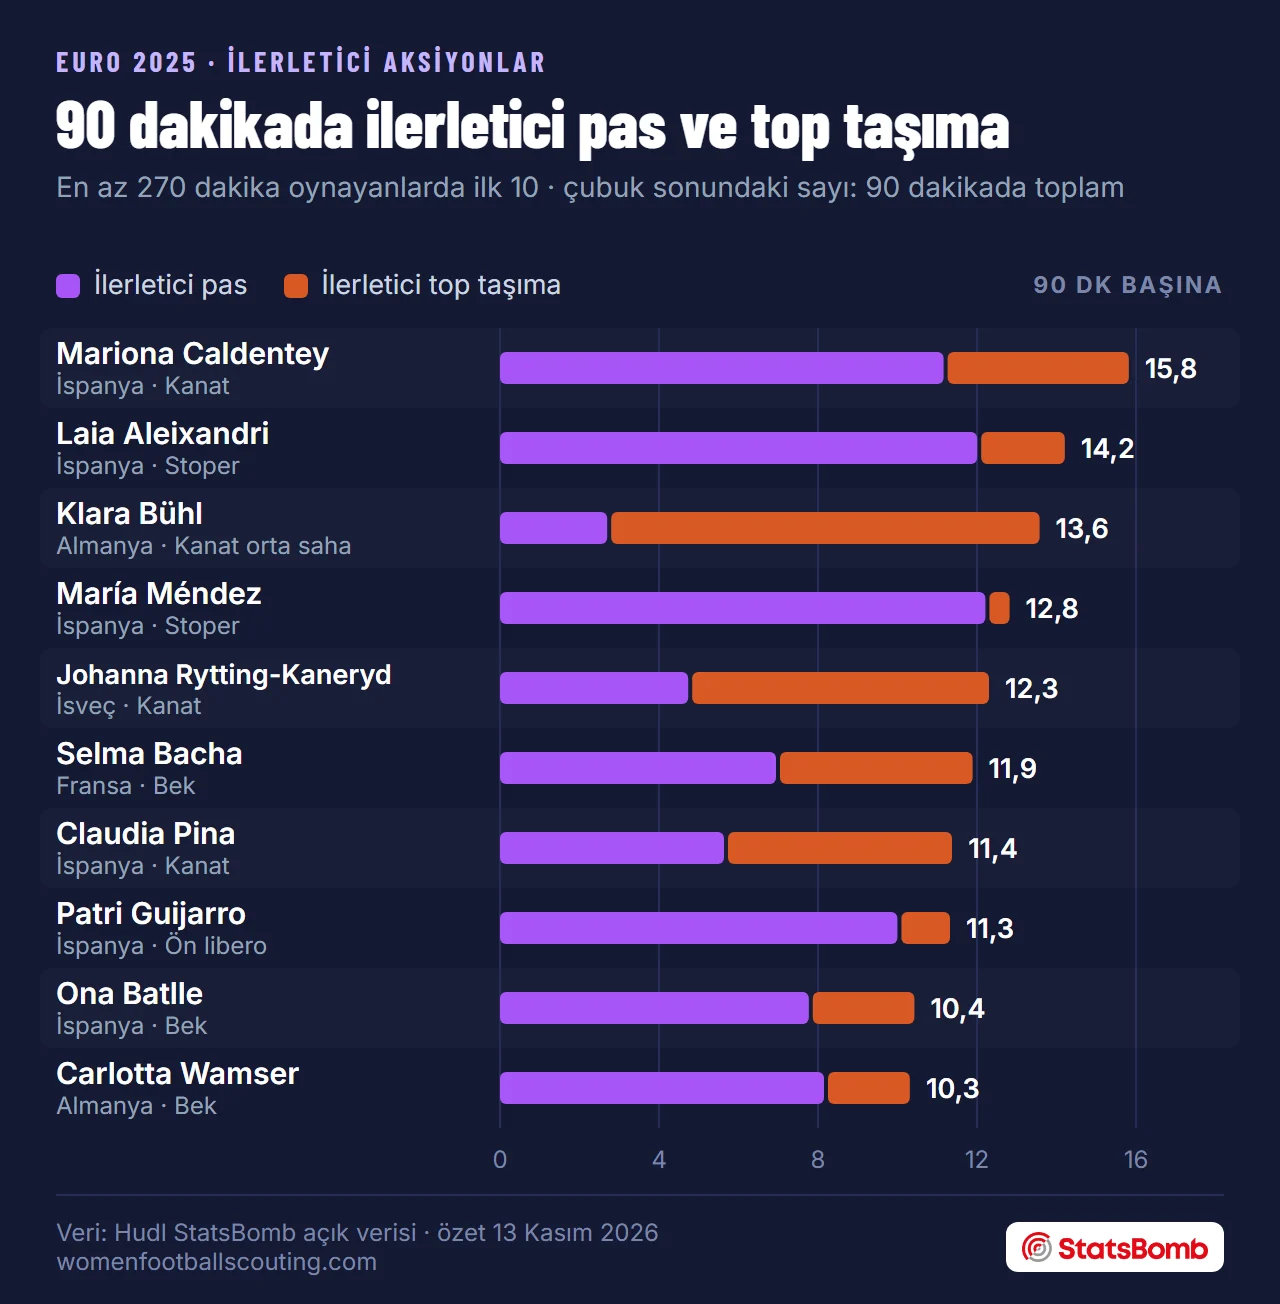 EURO 2025 · İLERLETİCİ AKSİYONLAR
90 dakikada ilerletici pas ve top taşıma
En az 270 dakika oynayanlarda ilk 10 · çubuk sonundaki sayı: 90 dakikada toplam
İlerletici pas
İlerletici top taşıma
90 DK BAŞINA
Mariona Caldentey
İspanya · Kanat
15,8
Laia Aleixandri
İspanya · Stoper
14,2
Klara Bühl
Almanya · Kanat orta saha
13,6
María Méndez
İspanya · Stoper
12,8
Johanna Rytting-Kaneryd
İsveç · Kanat
12,3
Selma Bacha
Fransa · Bek
11,9
Claudia Pina
İspanya · Kanat
11,4
Patri Guijarro
İspanya · Ön libero
11,3
Ona Batlle
İspanya · Bek
10,4
Carlotta Wamser
Almanya · Bek
10,3
0 4 8 12 16
Veri: Hudl StatsBomb açık verisi · özet 13 Kasım 2026
womenfootballscouting.com
StatsBomb